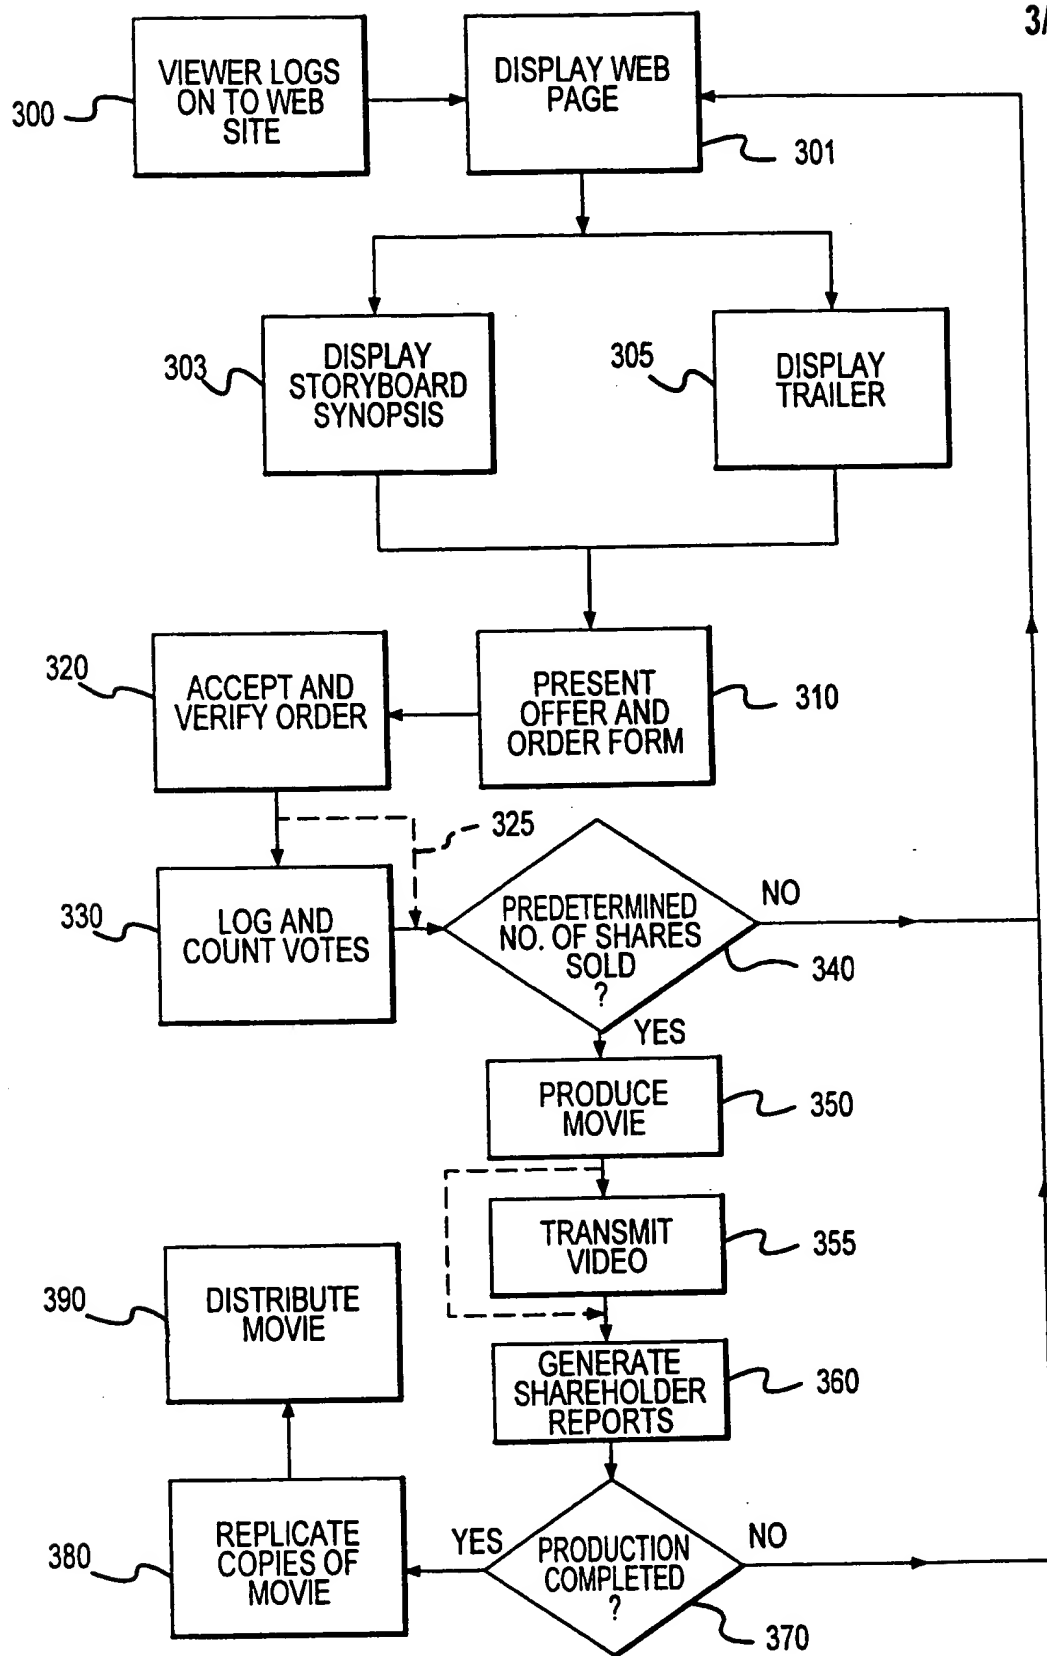 3/
VIEWER LOGS
ON TO WEB
SITE
300
DISPLAY WEB
PAGE
301
DISPLAY
STORYBOARD
SYNOPSIS
303
DISPLAY
TRAILER
305
ACCEPT AND
VERIFY ORDER
320
PRESENT
OFFER AND
ORDER FORM
310
325
LOG AND
COUNT VOTES
330
PREDETERMINED
NO. OF SHARES
SOLD
?
340
NO
YES
PRODUCE
MOVIE
350
TRANSMIT
VIDEO
355
DISTRIBUTE
MOVIE
390
GENERATE
SHAREHOLDER
REPORTS
360
REPLICATE
COPIES OF
MOVIE
380
YES
PRODUCTION
COMPLETED
?
370
NO